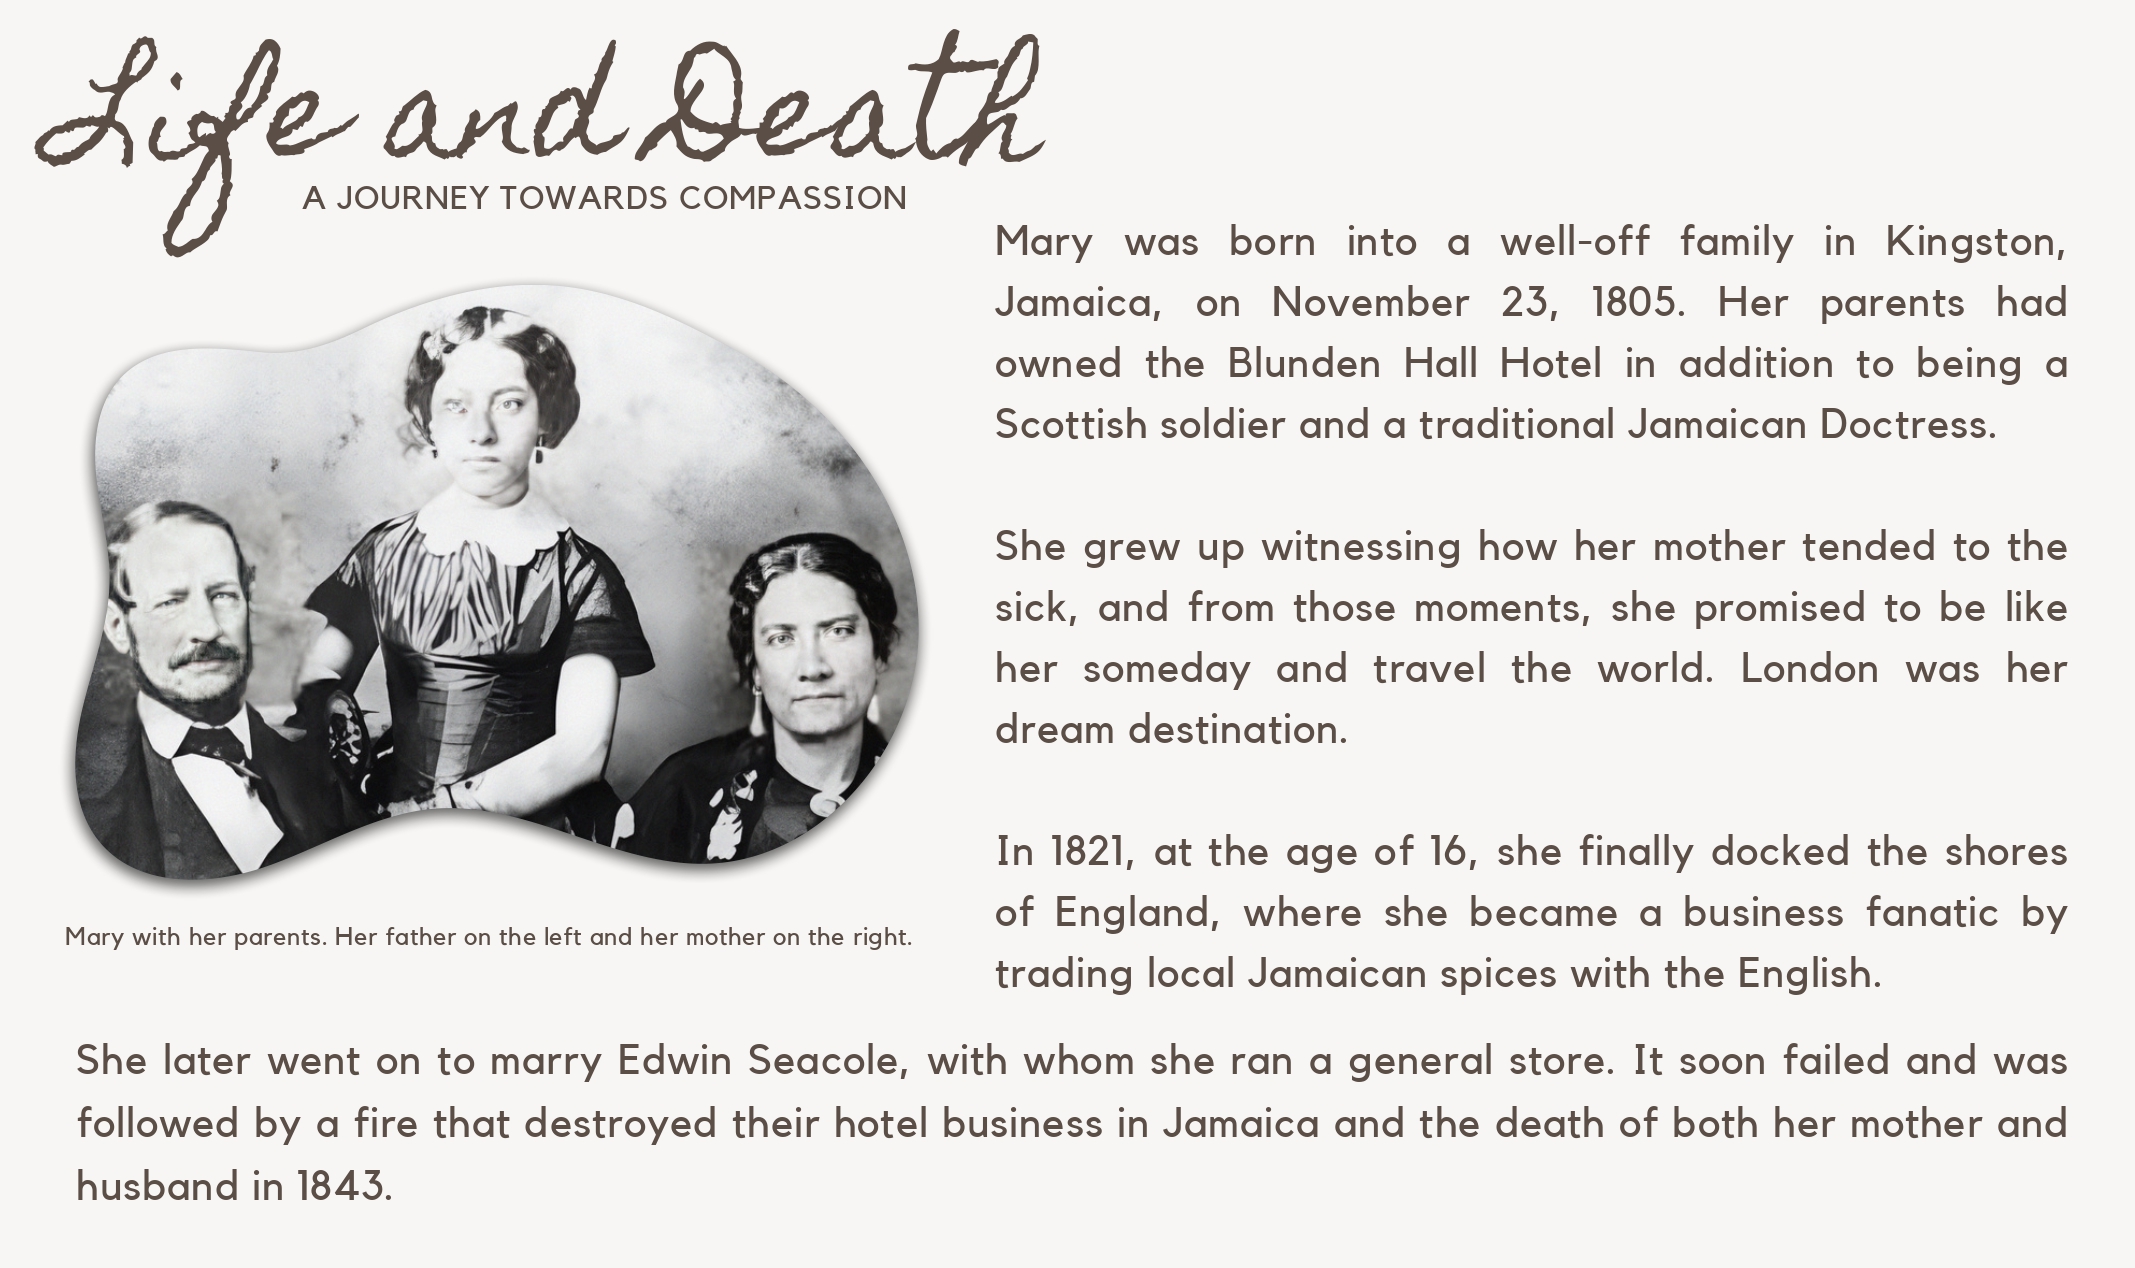 Life and Death
A JOURNEY TOWARDS COMPASSION
Mary was born into a well-off family in Kingston,
Jamaica, on November 23, 1805. Her parents had
owned the Blunden Hall Hotel in addition to being a
Scottish soldier and a traditional Jamaican Doctress.
She grew up witnessing how her mother tended to the
sick, and from those moments, she promised to be like
her someday and travel the world. London was her
dream destination.
In 1821, at the age of 16, she finally docked the shores
of England, where she became a business fanatic by
trading local Jamaican spices with the English.
Mary with her parents. Her father on the left and her mother on the right.
She later went on to marry Edwin Seacole, with whom she ran a general store. It soon failed and was
followed by a fire that destroyed their hotel business in Jamaica and the death of both her mother and
husband in 1843.